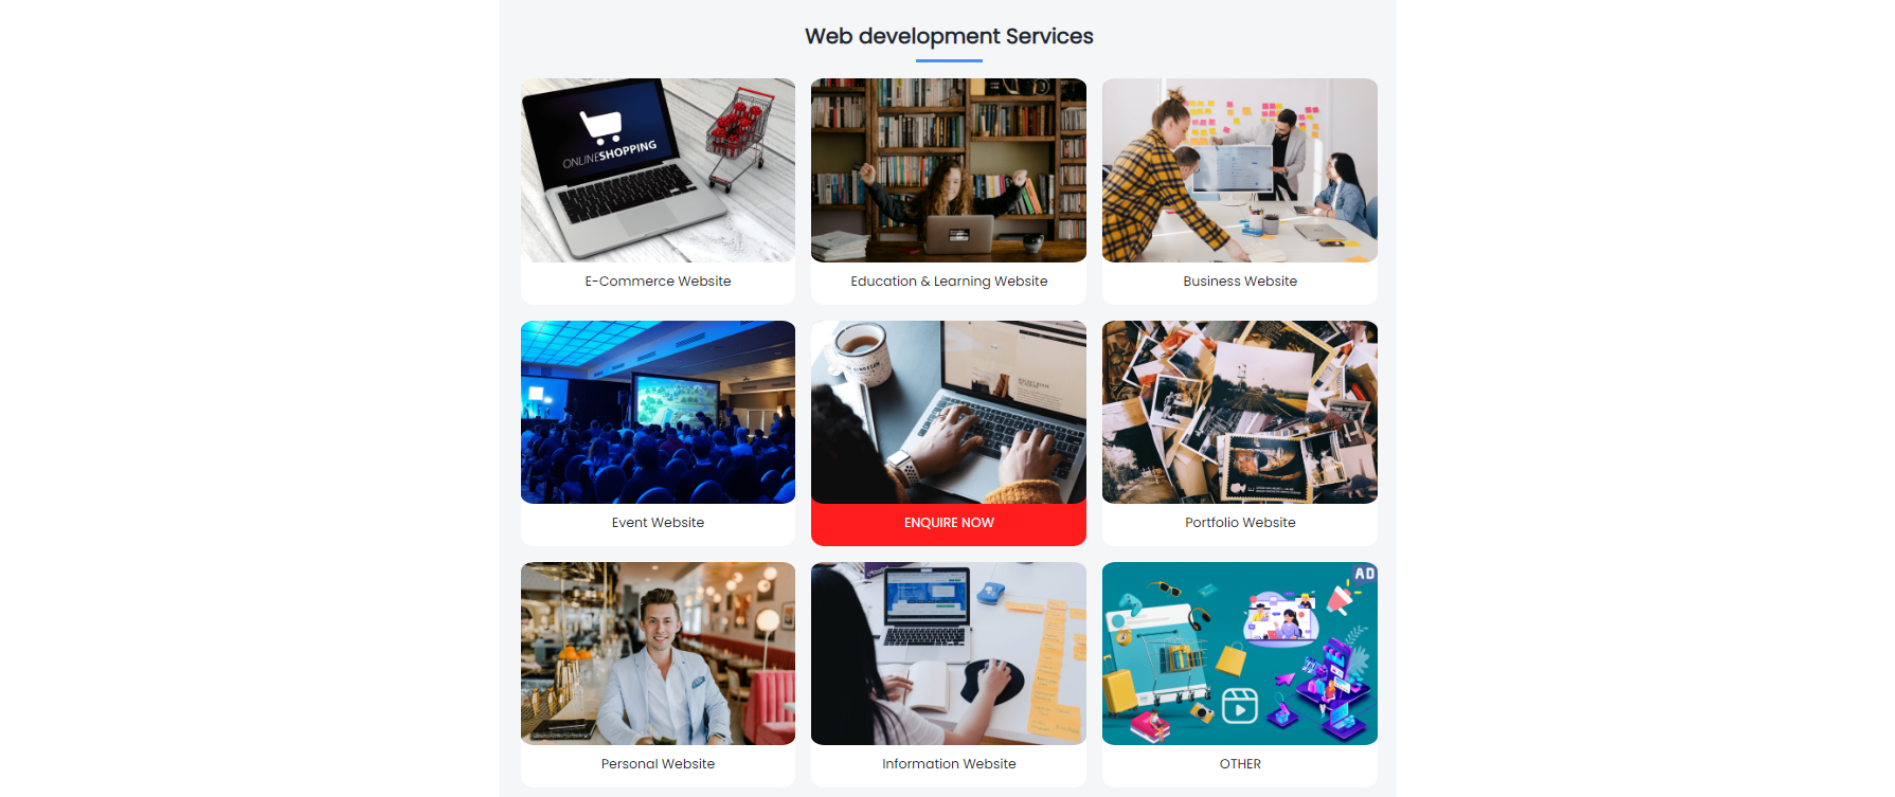 Web development Services
ONLINESHOPPING
E-Commerce Website
Education & Learning Website
Business Website
Event Website
ENQUIRE NOW
Portfolio Website
AD
Personal Website
Information Website
OTHER